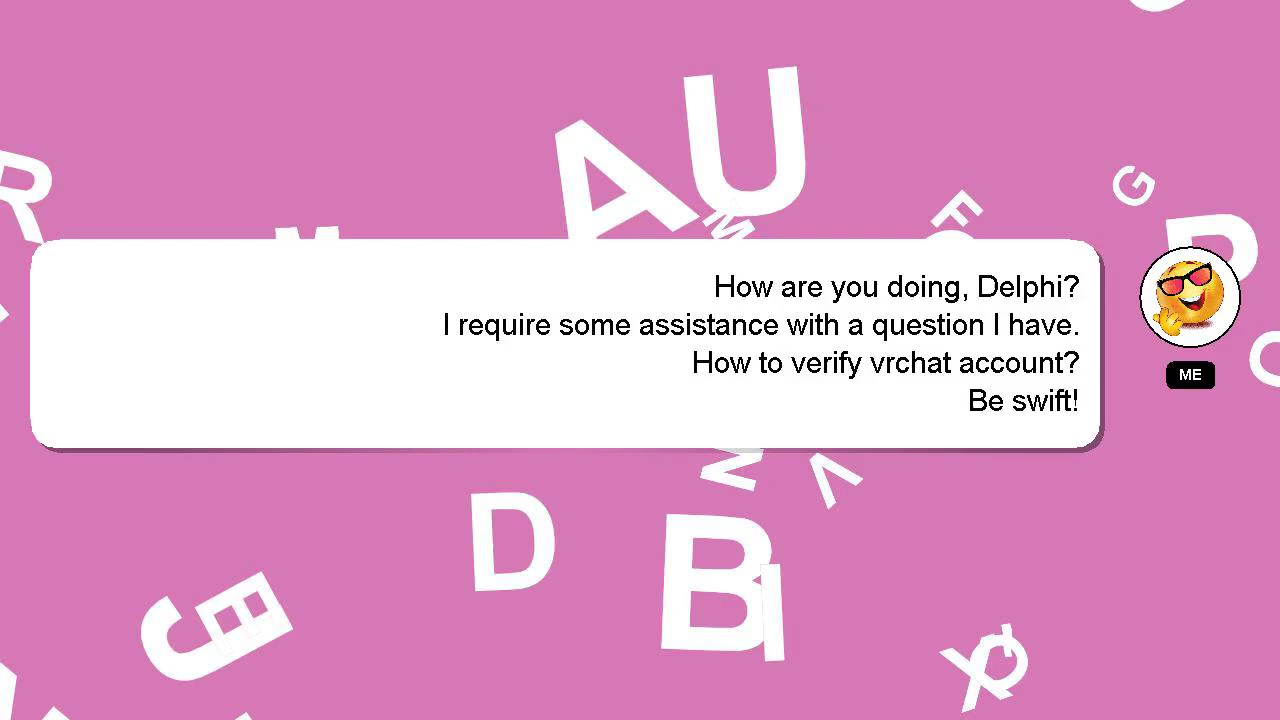 How are you doing, Delphi?
I require some assistance with a question I have.
How to verify vrchat account?
Be swift!
ME
A
U
R
M
M
F
G
D
B
I
E
X